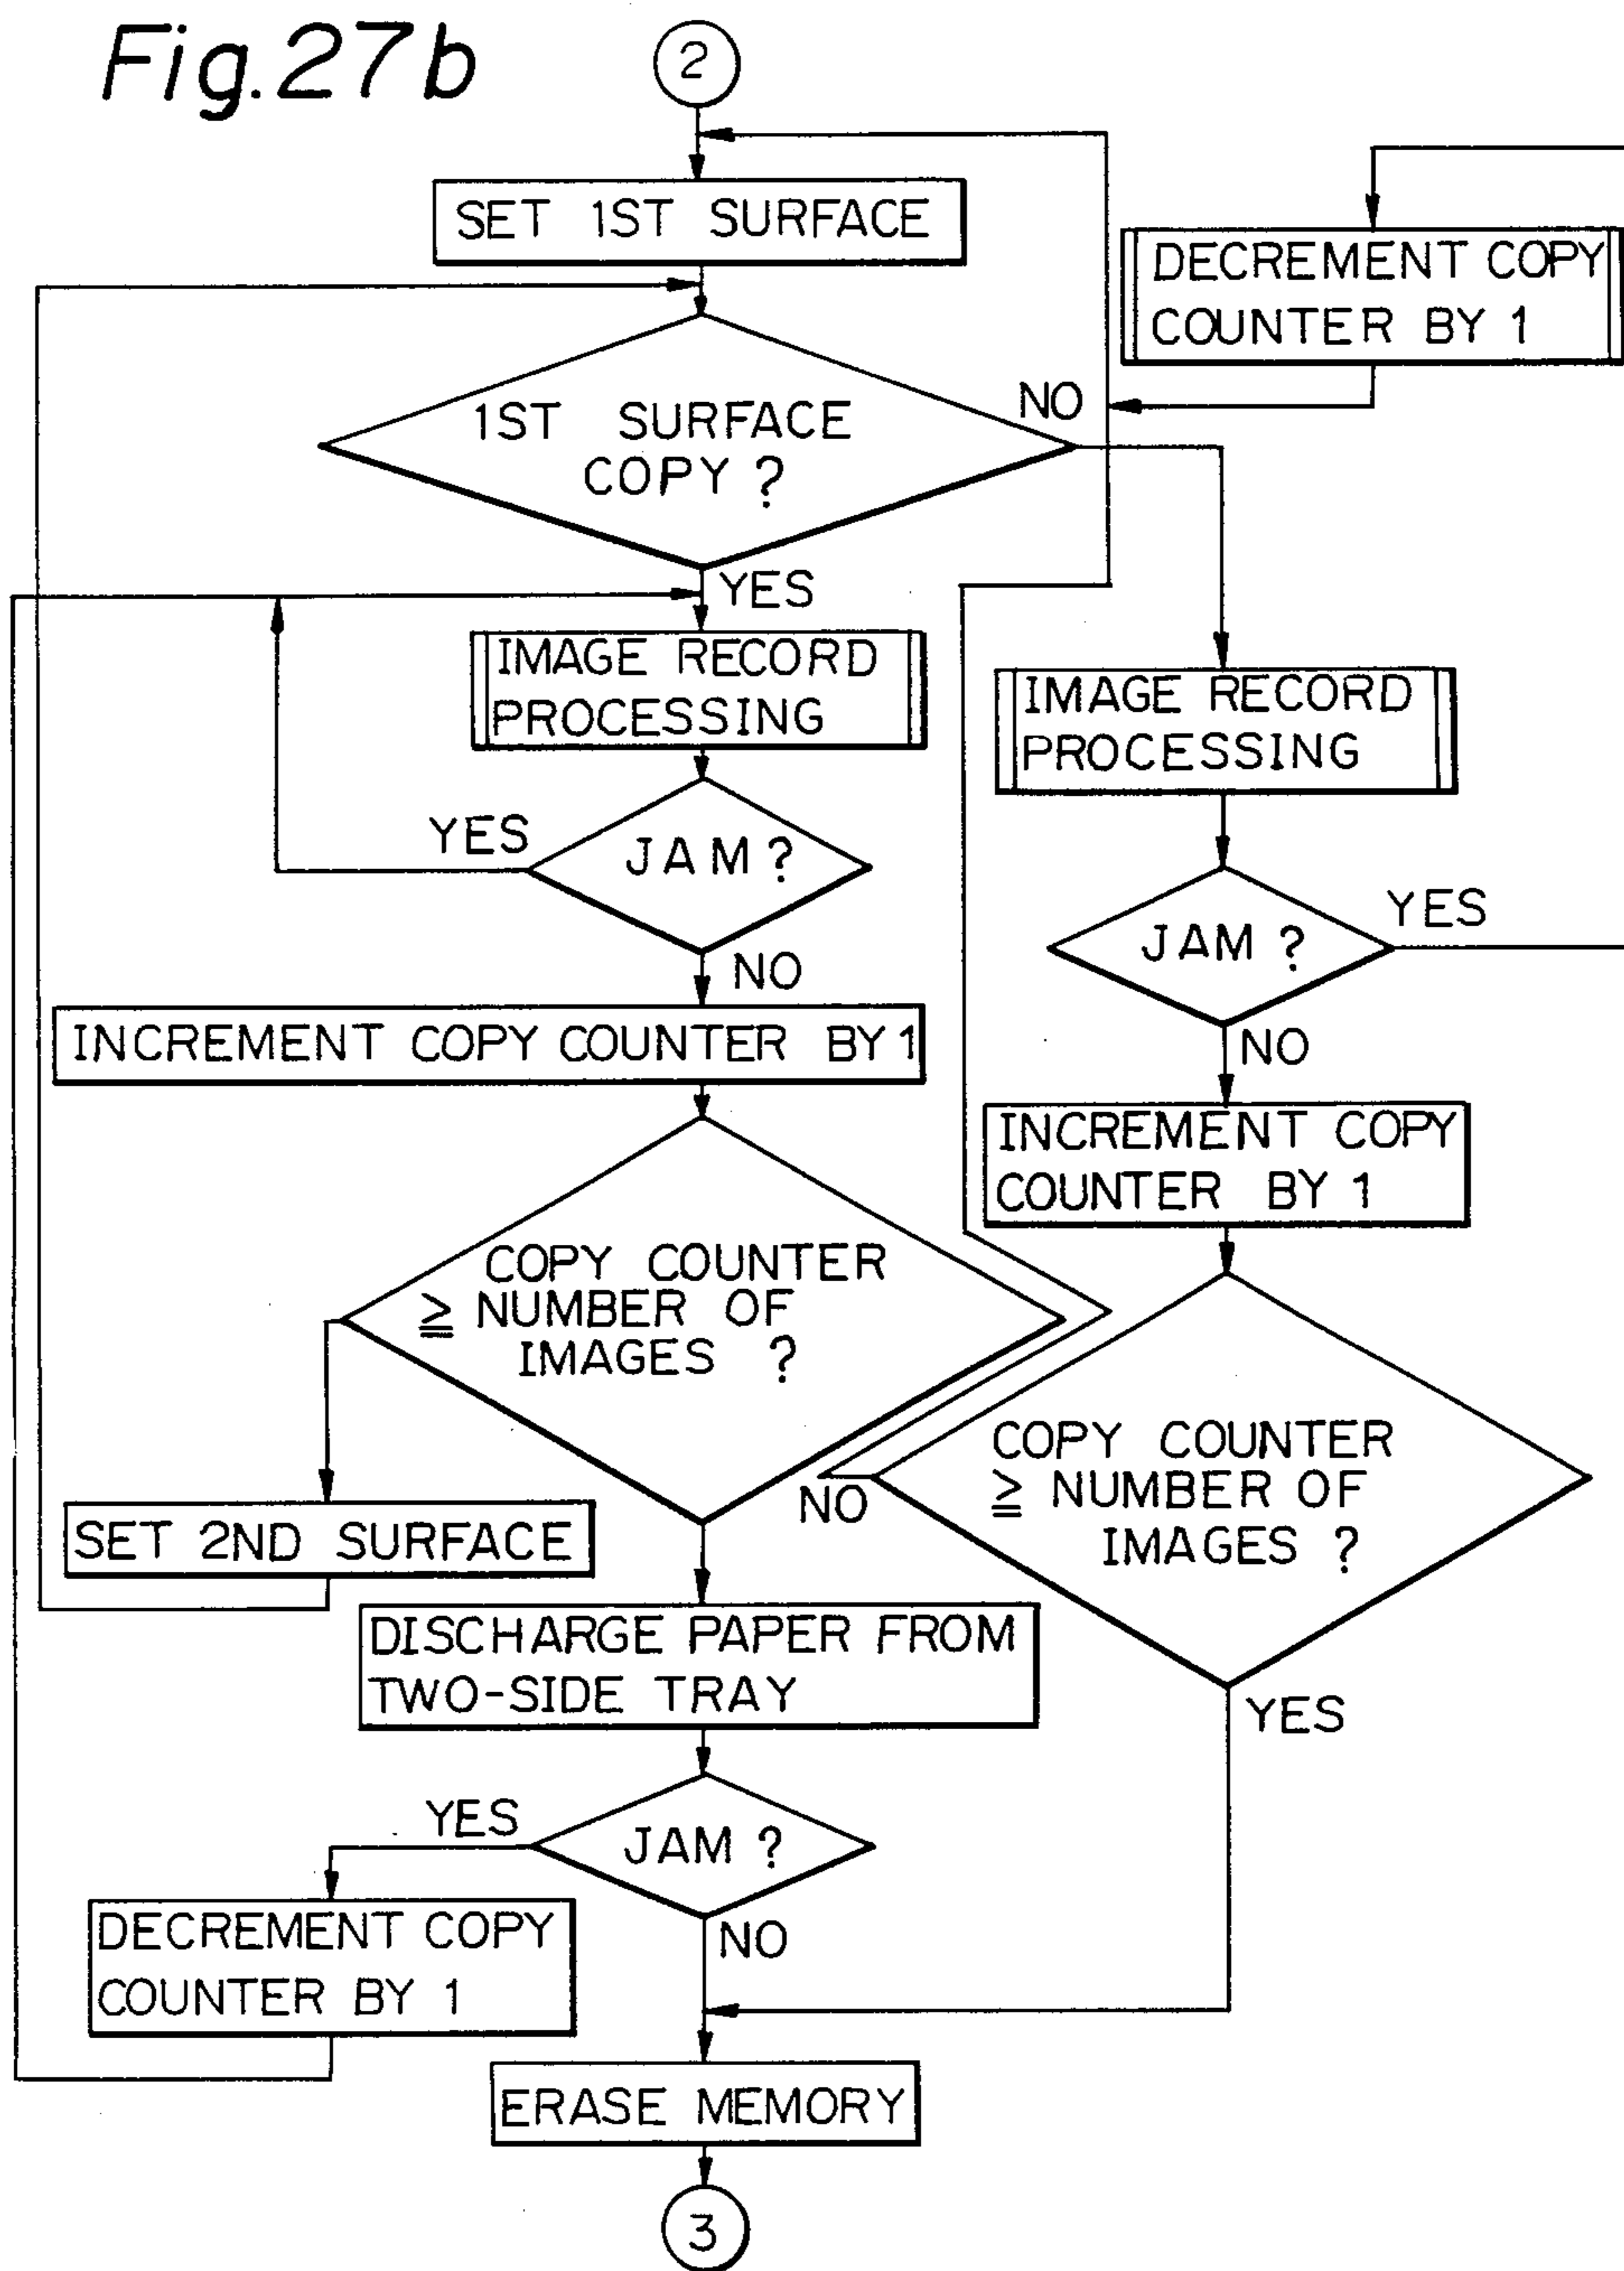 Fig. 27b
2
SET 1ST SURFACE
DECREMENT COPY
COUNTER BY 1
1ST SURFACE
COPY ?
NO
YES
IMAGE RECORD
PROCESSING
IMAGE RECORD
PROCESSING
YES
JAM ?
NO
JAM ?
YES
NO
INCREMENT COPY COUNTER BY 1
INCREMENT COPY
COUNTER BY 1
COPY COUNTER
≧ NUMBER OF
IMAGES ?
COPY COUNTER
≧ NUMBER OF
IMAGES ?
NO
YES
SET 2ND SURFACE
DISCHARGE PAPER FROM
TWO-SIDE TRAY
YES
JAM ?
NO
DECREMENT COPY
COUNTER BY 1
ERASE MEMORY
3